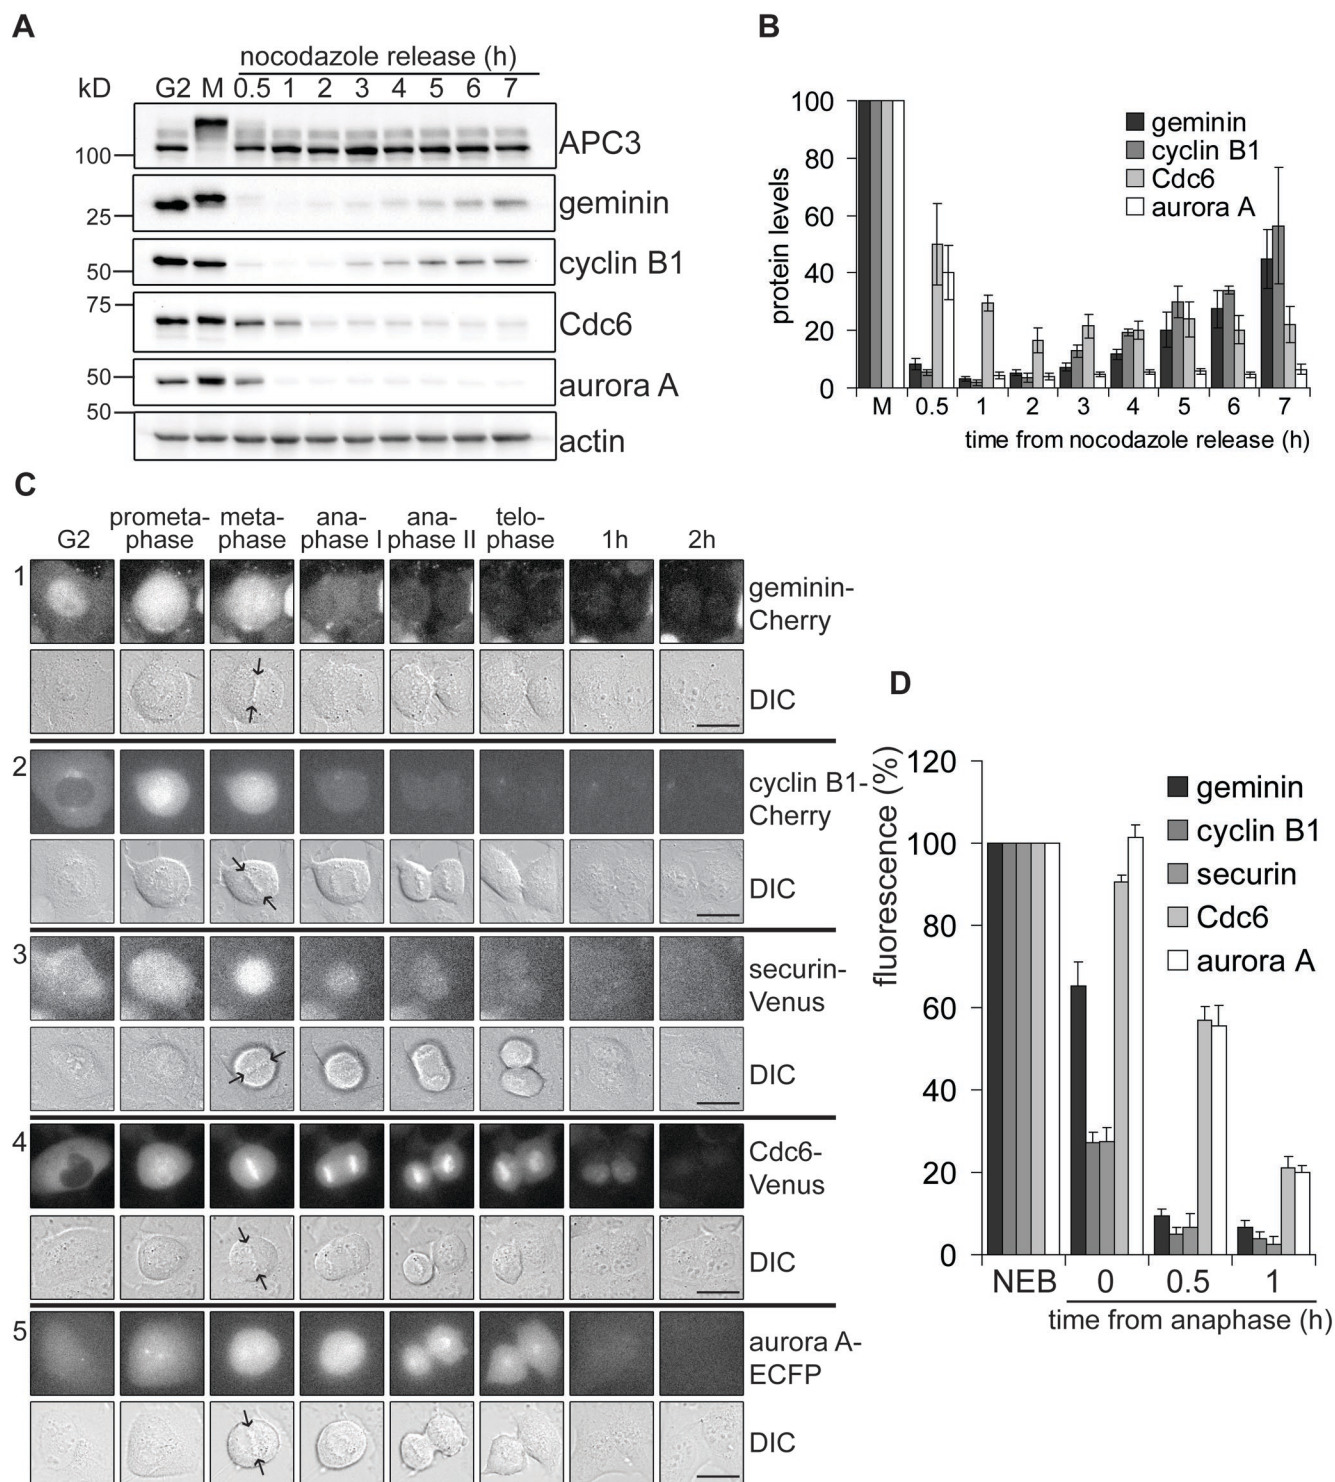 A
nocodazole release (h)
kD G2 M 0.5 1 2 3 4 5 6 7
100 APC3
25 geminin
50 cyclin B1
75 Cdc6
50 aurora A
50 actin
B
protein levels
100
80
60
40
20
0
geminin
cyclin B1
Cdc6
aurora A
M 0.5 1 2 3 4 5 6 7
time from nocodazole release (h)
C
G2 prometa- meta- ana- ana- telo- 1h 2h
phase phase phase I phase II phase
1 geminin-
Cherry
DIC
2 cyclin B1-
Cherry
DIC
3 securin-
Venus
DIC
4 Cdc6-
Venus
DIC
5 aurora A-
ECFP
DIC
D
fluorescence (%)
120
100
80
60
40
20
0
geminin
cyclin B1
securin
Cdc6
aurora A
NEB 0 0.5 1
time from anaphase (h)